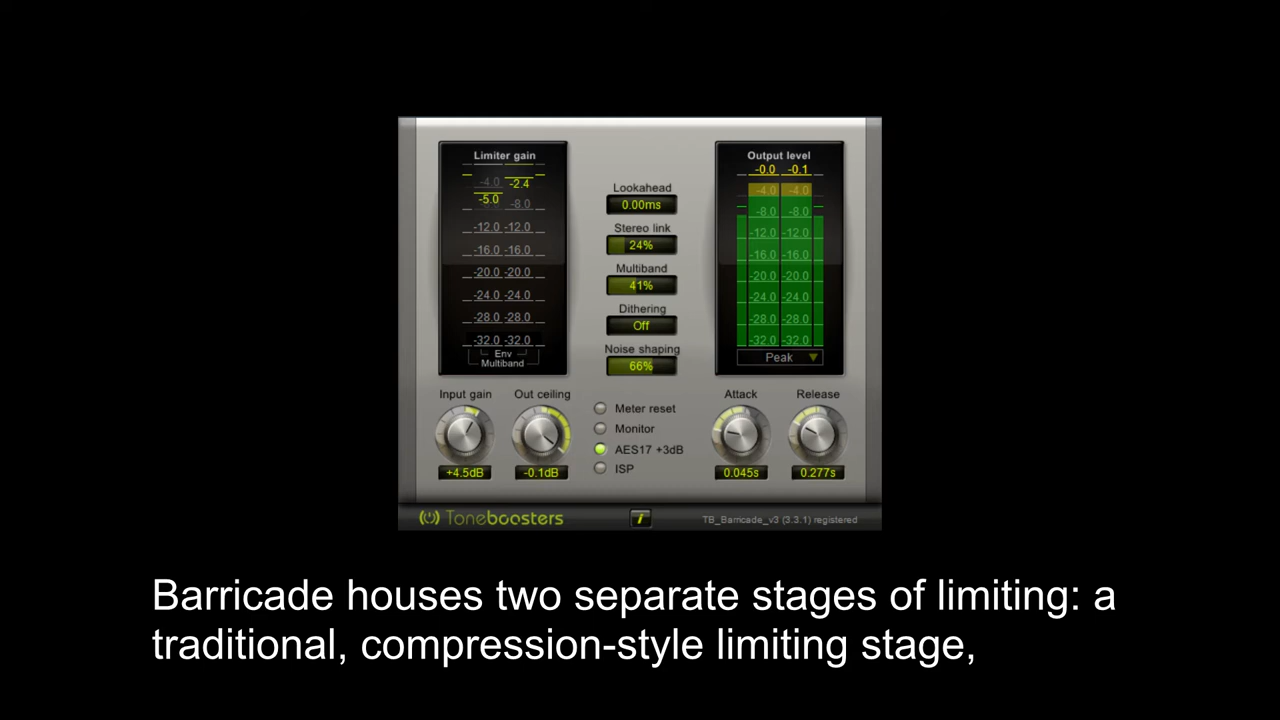 Limiter gain
-4.0
-2.4
-5.0
-8.0
-12.0 -12.0
-16.0 -16.0
-20.0 -20.0
-24.0 -24.0
-28.0 -28.0
-32.0 -32.0
Env
Multiband
Lookahead
0.00ms
Stereo link
24%
Multiband
41%
Dithering
Off
Noise shaping
66%
Output level
-0.0 -0.1
-4.0 -4.0
-8.0 -8.0
-12.0 -12.0
-16.0 -16.0
-20.0 -20.0
-24.0 -24.0
-28.0 -28.0
-32.0 -32.0
Peak
Input gain
+4.5dB
Out ceiling
-0.1dB
Meter reset
Monitor
AES17 +3dB
ISP
Attack
0.045s
Release
0.277s
Toneboosters
i
TB_Barricade_v3 (3.3.1) registered
Barricade houses two separate stages of limiting: a
traditional, compression-style limiting stage,